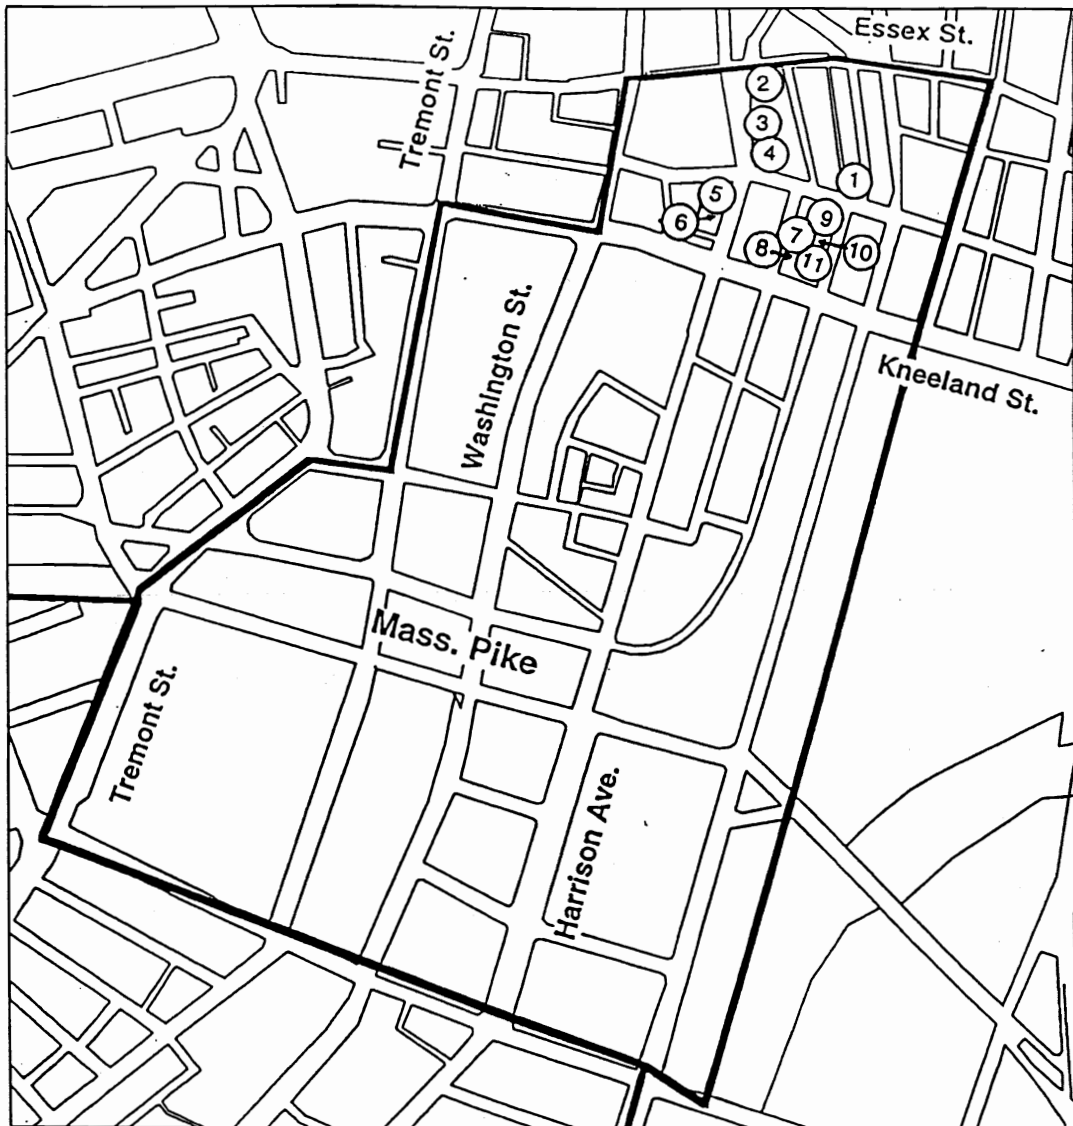 Essex St.
Tremont St.
2
3
4
1
5
6
9
7
8
10
11
Washington St.
Kneeland St.
Mass. Pike
Tremont St.
Harrison Ave.